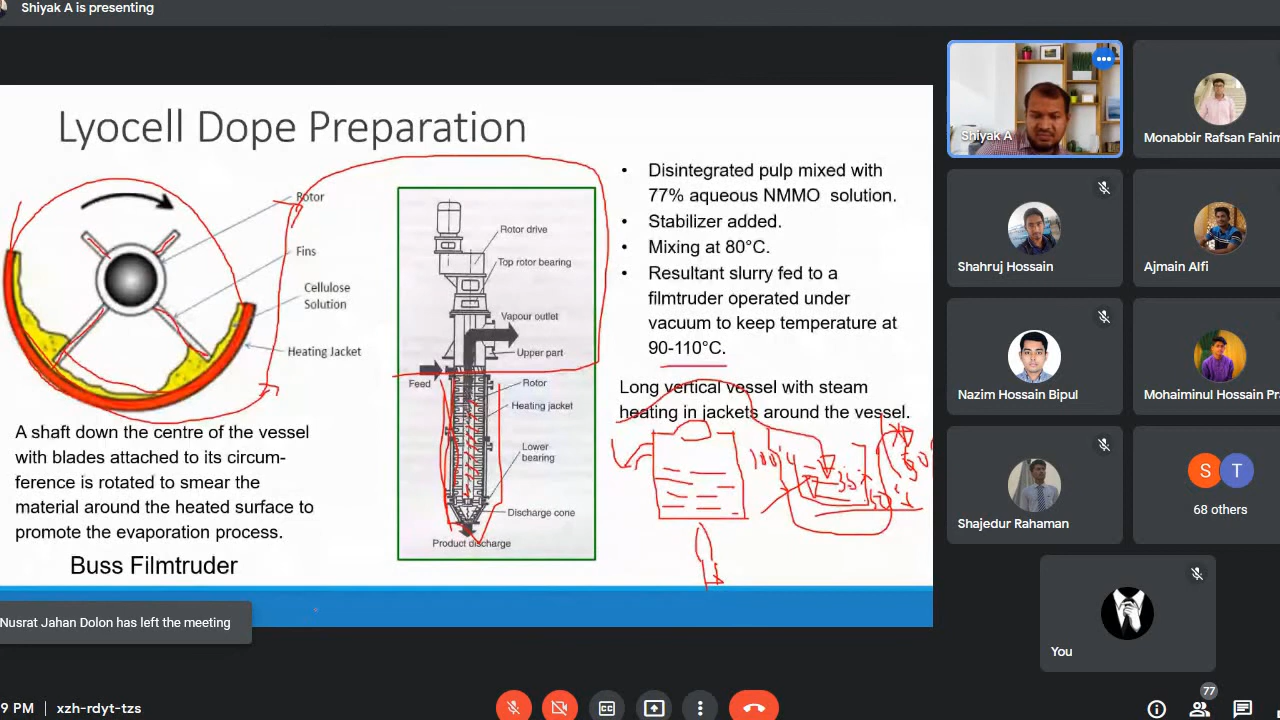 Shiyak A is presenting
Lyocell Dope Preparation
Rotor
Fins
Cellulose
Solution
Heating Jacket
A shaft down the centre of the vessel
with blades attached to its circum-
ference is rotated to smear the
material around the heated surface to
promote the evaporation process.
Buss Filmtruder
Rotor drive
Top rotor bearing
Vapour outlet
Upper part
Feed
Rotor
Heating jacket
Lower
bearing
Discharge cone
Product discharge
• Disintegrated pulp mixed with
77% aqueous NMMO solution.
• Stabilizer added.
• Mixing at 80°C.
• Resultant slurry fed to a
filmtruder operated under
vacuum to keep temperature at
90-110°C.
Long vertical vessel with steam
heating in jackets around the vessel.
Nusrat Jahan Dolon has left the meeting
9 PM | xzh-rdyt-tzs
Shiyak A
Monabbir Rafsan Fahim
Shahruj Hossain
Ajmain Alfi
Nazim Hossain Bipul
Mohaiminul Hossain Pr
Shajedur Rahaman
S T
68 others
You
CC
77